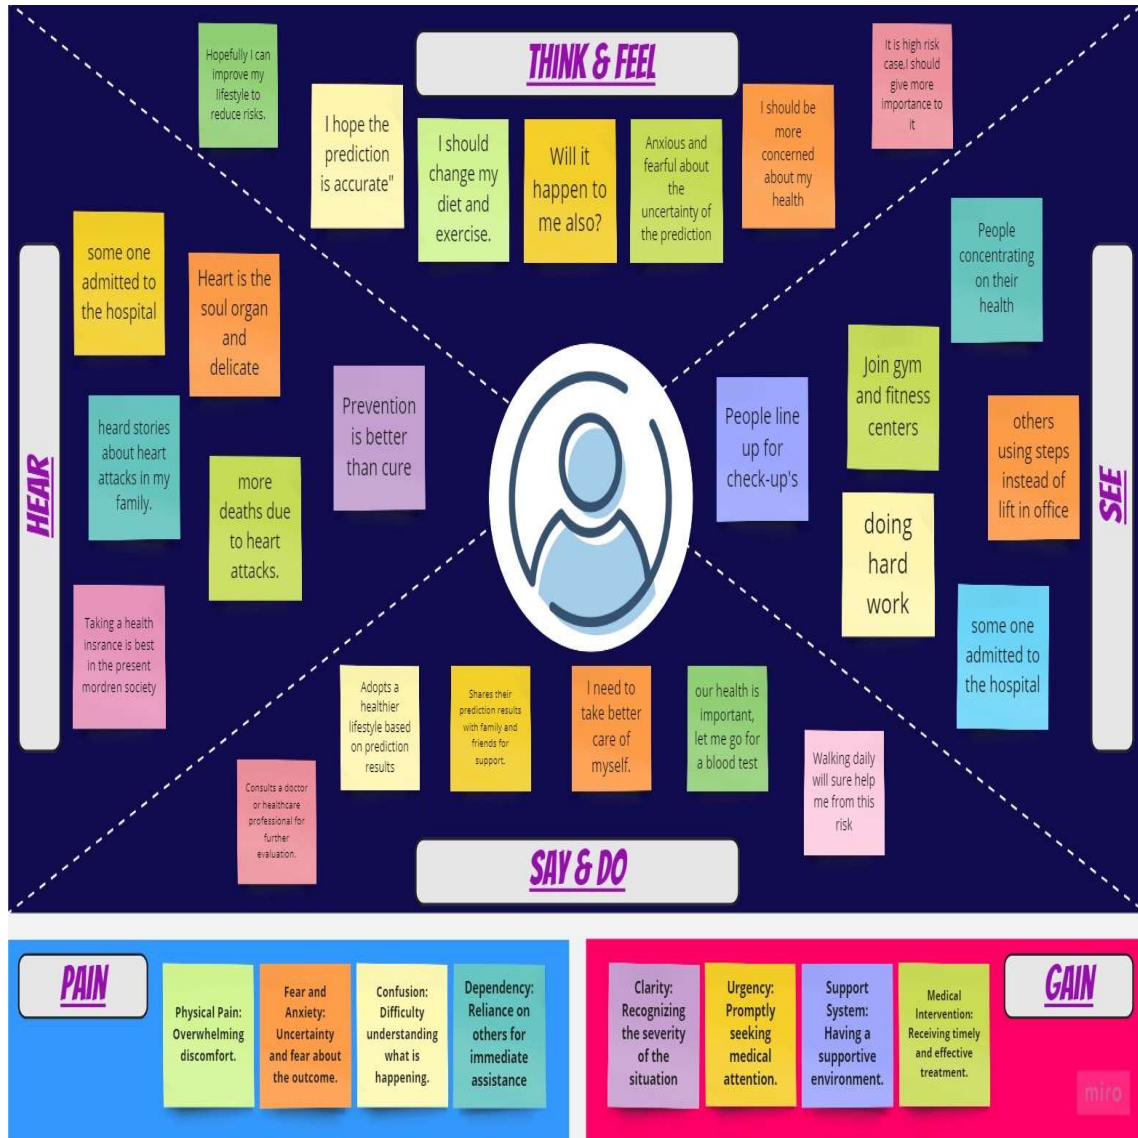 THINK & FEEL
Hopefully I can
improve my
lifestyle to
reduce risks.
I hope the
prediction
is accurate"
I should
change my
diet and
exercise.
Will it
happen to
me also?
Anxious and
fearful about
the
uncertainty of
the prediction
I should be
more
concerned
about my
health
It is high risk
case,I should
give more
importance to
it
HEAR
some one
admitted to
the hospital
Heart is the
soul organ
and
delicate
heard stories
about heart
attacks in my
family.
more
deaths due
to heart
attacks.
Prevention
is better
than cure
Taking a health
insrance is best
in the present
mordren society
SEE
People
concentrating
on their
health
Join gym
and fitness
centers
People line
up for
check-up's
others
using steps
instead of
lift in office
doing
hard
work
some one
admitted to
the hospital
Consults a doctor
or healthcare
professional for
further
evaluation.
Adopts a
healthier
lifestyle based
on prediction
results
Shares their
prediction results
with family and
friends for
support.
I need to
take better
care of
myself.
our health is
important,
let me go for
a blood test
Walking daily
will sure help
me from this
risk
SAY & DO
PAIN
Physical Pain:
Overwhelming
discomfort.
Fear and
Anxiety:
Uncertainty
and fear about
the outcome.
Confusion:
Difficulty
understanding
what is
happening.
Dependency:
Reliance on
others for
immediate
assistance
Clarity:
Recognizing
the severity
of the
situation
Urgency:
Promptly
seeking
medical
attention.
Support
System:
Having a
supportive
environment.
Medical
Intervention:
Receiving timely
and effective
treatment.
GAIN
miro